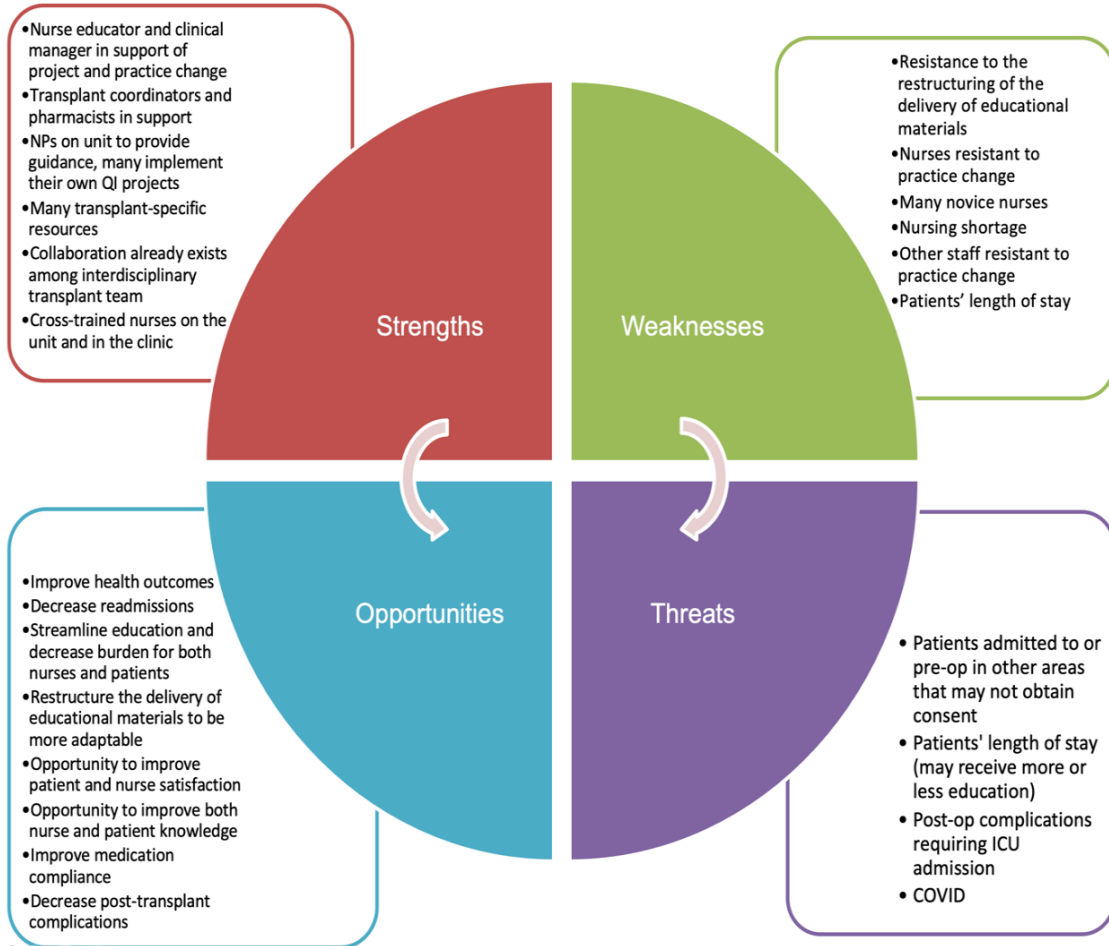 •Nurse educator and clinical
manager in support of
project and practice change
•Transplant coordinators and
pharmacists in support
•NPs on unit to provide
guidance, many implement
their own QI projects
•Many transplant-specific
resources
•Collaboration already exists
among interdisciplinary
transplant team
•Cross-trained nurses on the
unit and in the clinic
Strengths
•Resistance to the
restructuring of the
delivery of educational
materials
•Nurses resistant to
practice change
•Many novice nurses
•Nursing shortage
•Other staff resistant to
practice change
•Patients’ length of stay
Weaknesses
•Improve health outcomes
•Decrease readmissions
•Streamline education and
decrease burden for both
nurses and patients
•Restructure the delivery of
educational materials to be
more adaptable
•Opportunity to improve
patient and nurse satisfaction
•Opportunity to improve both
nurse and patient knowledge
•Improve medication
compliance
•Decrease post-transplant
complications
Opportunities
Threats
• Patients admitted to or
pre-op in other areas
that may not obtain
consent
• Patients' length of stay
(may receive more or
less education)
• Post-op complications
requiring ICU
admission
• COVID